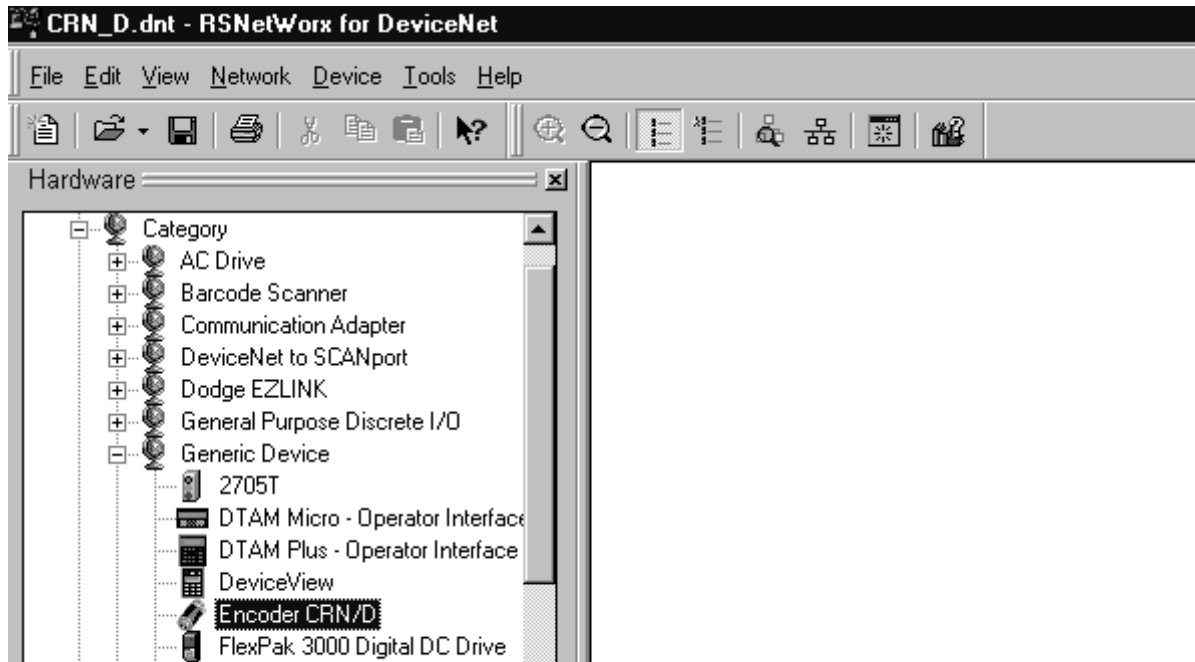 CRN_D.dnt - RSNetWorx for DeviceNet
File Edit View Network Device Tools Help
Hardware
Category
AC Drive
Barcode Scanner
Communication Adapter
DeviceNet to SCANport
Dodge EZLINK
General Purpose Discrete I/O
Generic Device
2705T
DTAM Micro - Operator Interface
DTAM Plus - Operator Interface
DeviceView
Encoder CRN/D
FlexPak 3000 Digital DC Drive